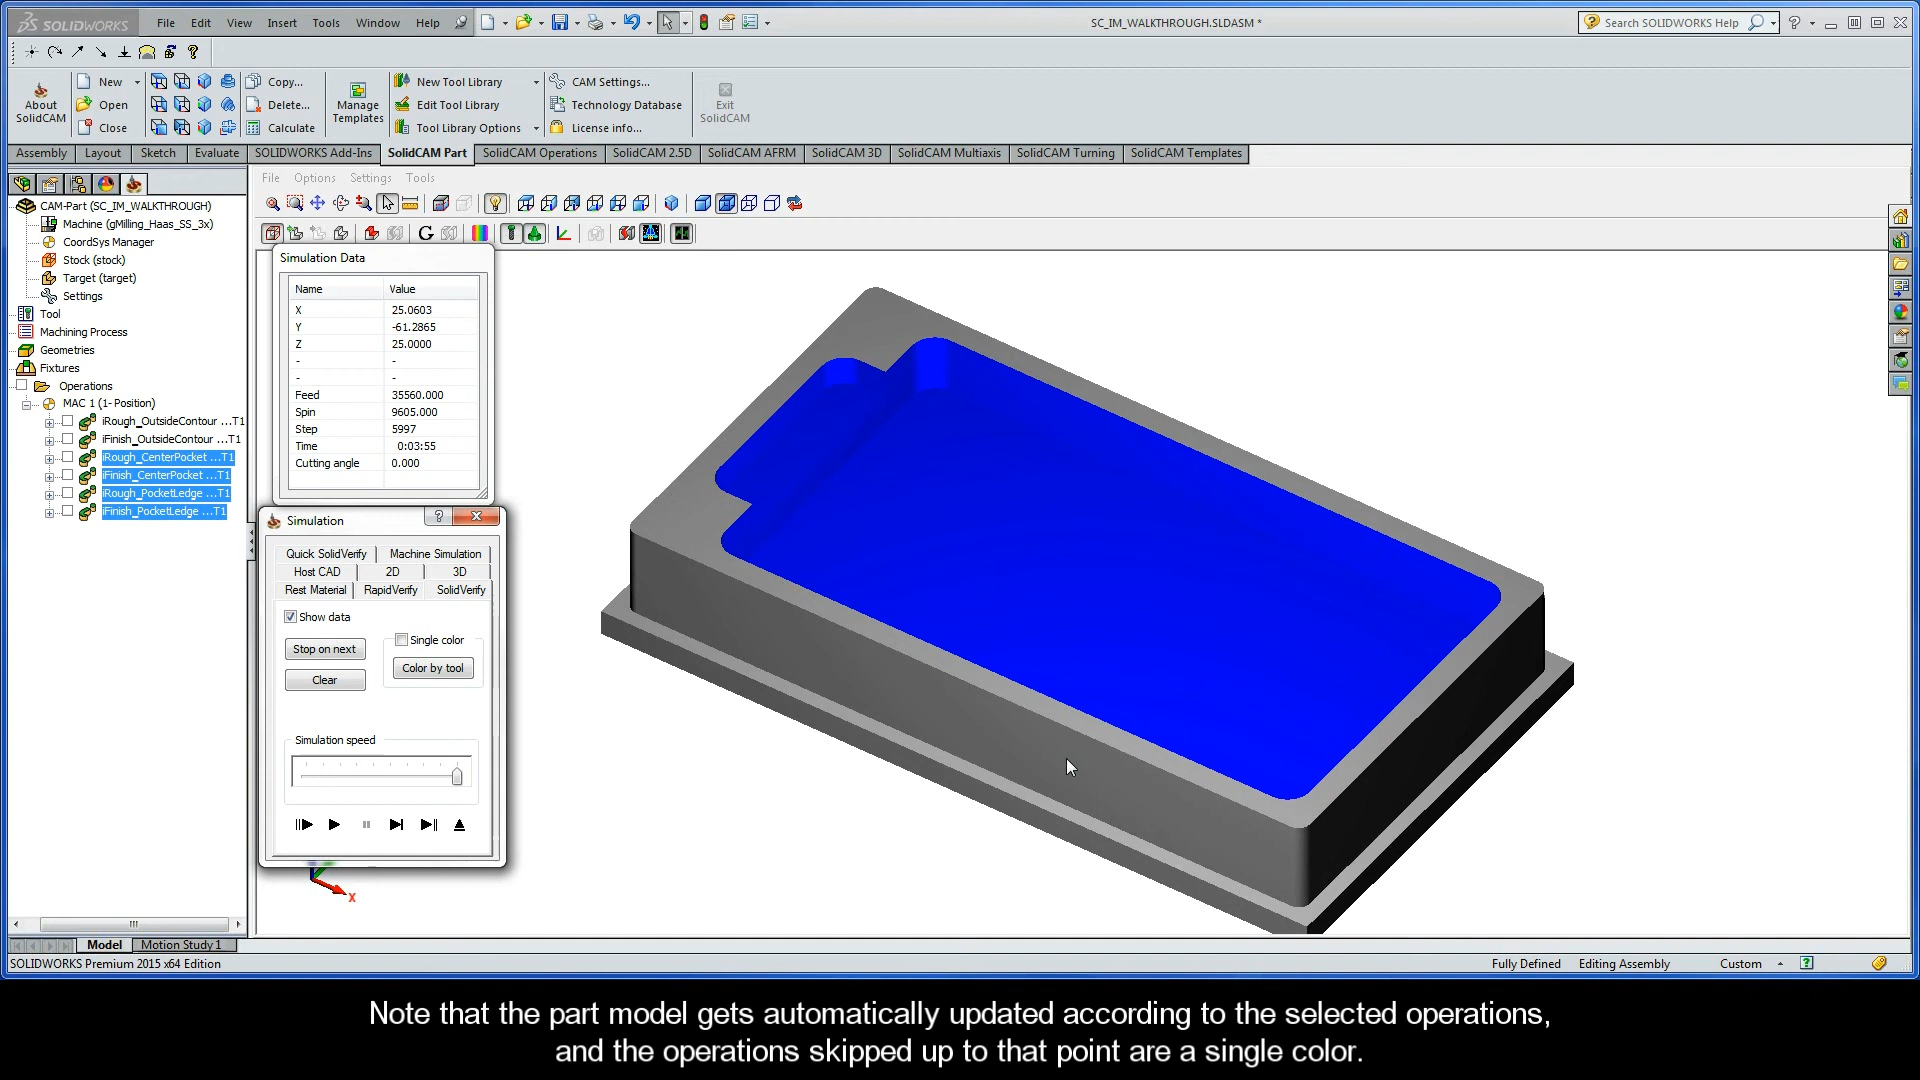 SOLIDWORKS File Edit View Insert Tools Window Help SC_IM_WALKTHROUGH.SLDASM * Search SOLIDWORKS Help
About SolidCAM
New
Open
Close
Copy...
Delete...
Calculate
Manage Templates
New Tool Library
Edit Tool Library
Tool Library Options
CAM Settings...
Technology Database
License info...
Exit SolidCAM
Assembly Layout Sketch Evaluate SOLIDWORKS Add-Ins SolidCAM Part SolidCAM Operations SolidCAM 2.5D SolidCAM AFRM SolidCAM 3D SolidCAM Multiaxis SolidCAM Turning SolidCAM Templates
File Options Settings Tools
CAM-Part (SC_IM_WALKTHROUGH)
Machine (gMilling_Haas_SS_3x)
CoordSys Manager
Stock (stock)
Target (target)
Settings
Tool
Machining Process
Geometries
Fixtures
Operations
MAC 1 (1- Position)
iRough_OutsideContour ...T1
iFinish_OutsideContour ...T1
iRough_CenterPocket ...T1
iFinish_CenterPocket ...T1
iRough_PocketLedge ...T1
iFinish_PocketLedge ...T1
Simulation Data
Name Value
X 25.0603
Y -61.2865
Z 25.0000
- -
- -
Feed 35560.000
Spin 9605.000
Step 5997
Time 0:03:55
Cutting angle 0.000
Simulation
Quick SolidVerify Machine Simulation
Host CAD 2D 3D
Rest Material RapidVerify SolidVerify
Show data
Stop on next
Single color
Color by tool
Clear
Simulation speed
X
Model Motion Study 1
SOLIDWORKS Premium 2015 x64 Edition Fully Defined Editing Assembly Custom
Note that the part model gets automatically updated according to the selected operations,
and the operations skipped up to that point are a single color.